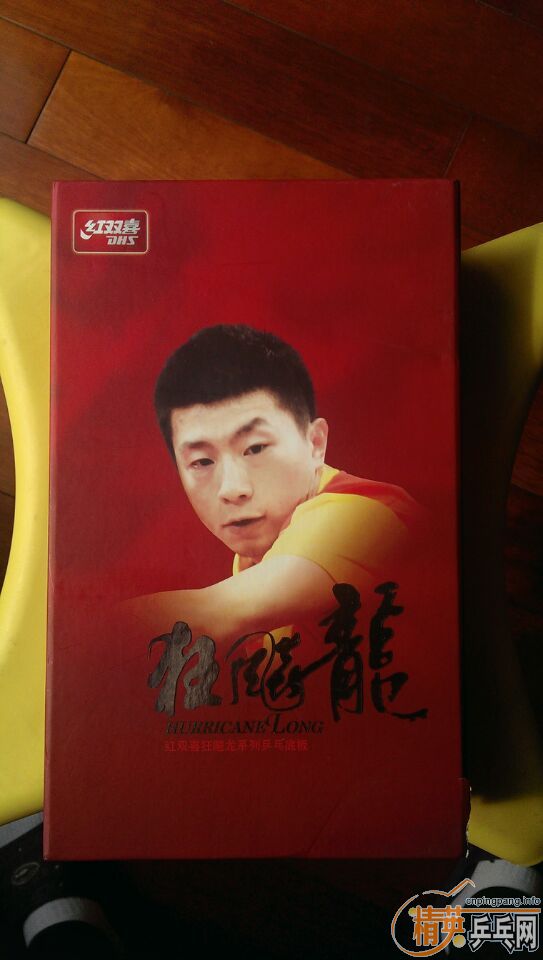 红双喜
DHS
狂飚龍
HURRICANE LONG
红双喜狂飚龙系列乒乓底板
cnpingpang.info
精英乒乓网